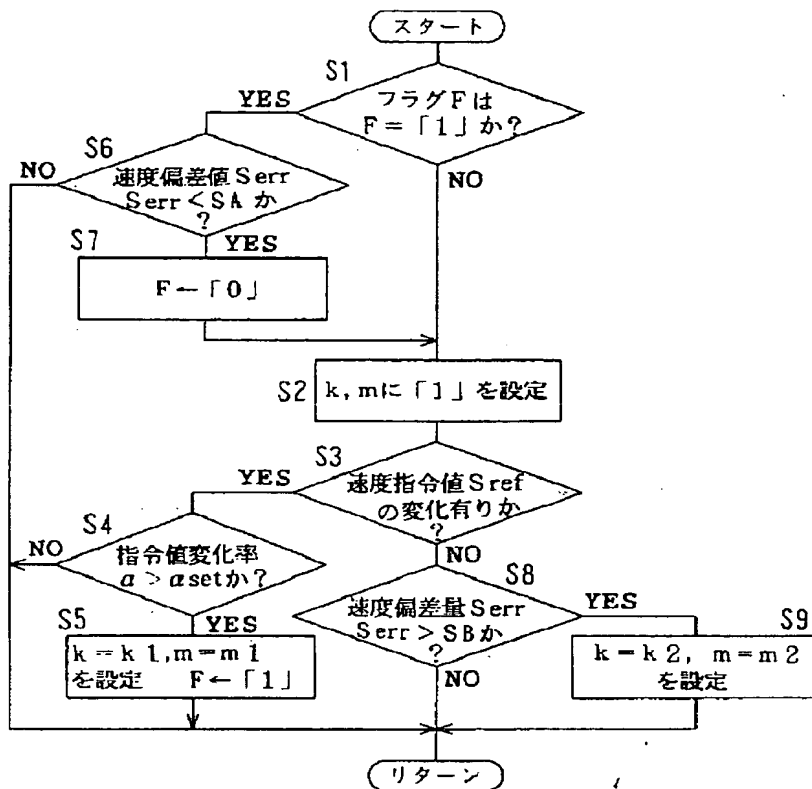 スタート
S1
フラグFは
F=「1」か?
YES
NO
S6
速度偏差値Serr
Serr<SAか
?
NO
YES
S7
F←「0」
S2
k,mに「1」を設定
S3
速度指令値Sref
の変化有りか
?
YES
NO
S4
指令値変化率
α>αsetか?
NO
YES
S5
k=k1,m=m1
を設定 F←「1」
S8
速度偏差量Serr
Serr>SBか
?
YES
NO
S9
k=k2, m=m2
を設定
リターン